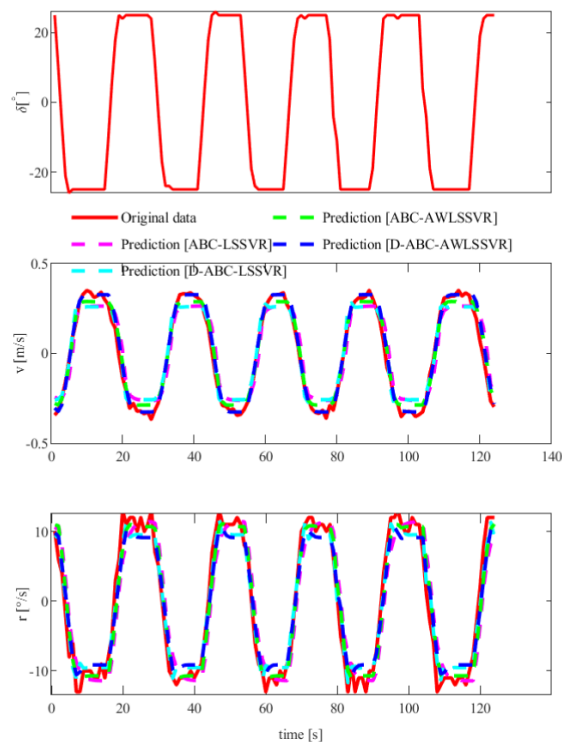 20
0
δ[°]
-20
Original data
Prediction [ABC-AWLSSVR]
Prediction [ABC-LSSVR]
Prediction [D-ABC-AWLSSVR]
Prediction [D-ABC-LSSVR]
0.5
0
v [m/s]
-0.5
0 20 40 60 80 100 120 140
10
0
r [°/s]
-10
0 20 40 60 80 100 120
time [s]